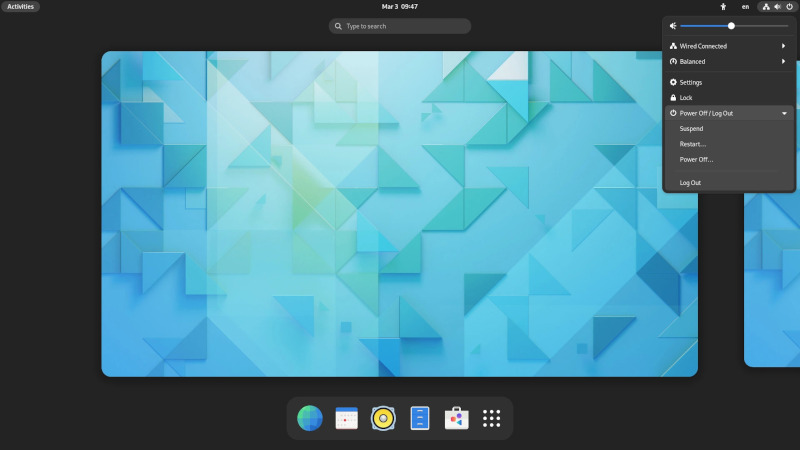 Activities
Mar 3 09:47
en
Type to search
Wired Connected
Balanced
Settings
Lock
Power Off / Log Out
Suspend
Restart...
Power Off...
Log Out